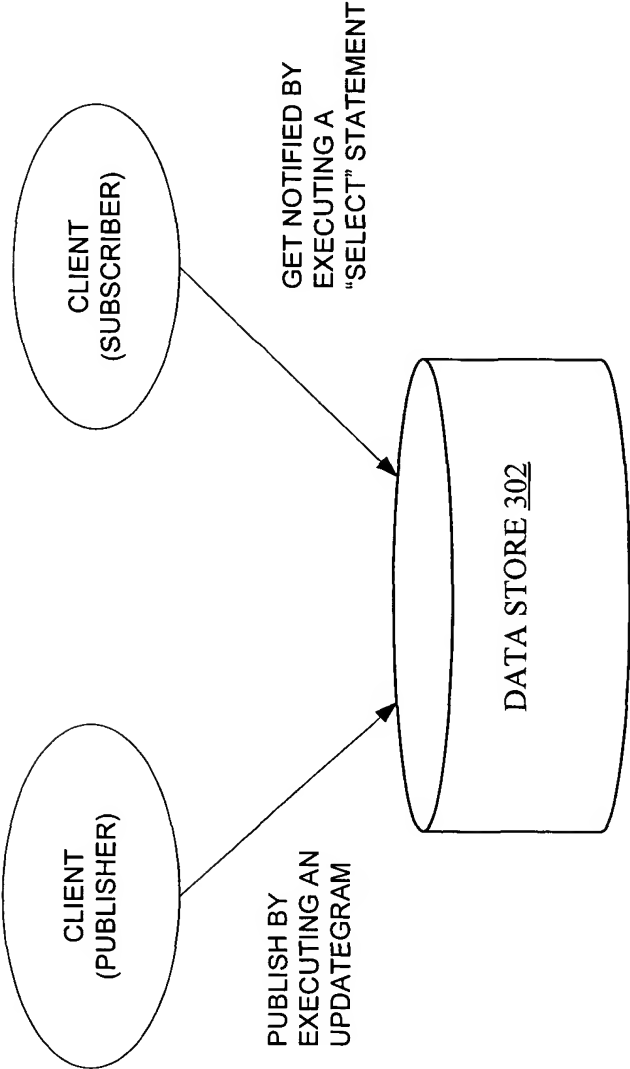 CLIENT
(PUBLISHER)
CLIENT
(SUBSCRIBER)
PUBLISH BY
EXECUTING AN
UPDATEGRAM
GET NOTIFIED BY
EXECUTING A
“SELECT” STATEMENT
DATA STORE 302